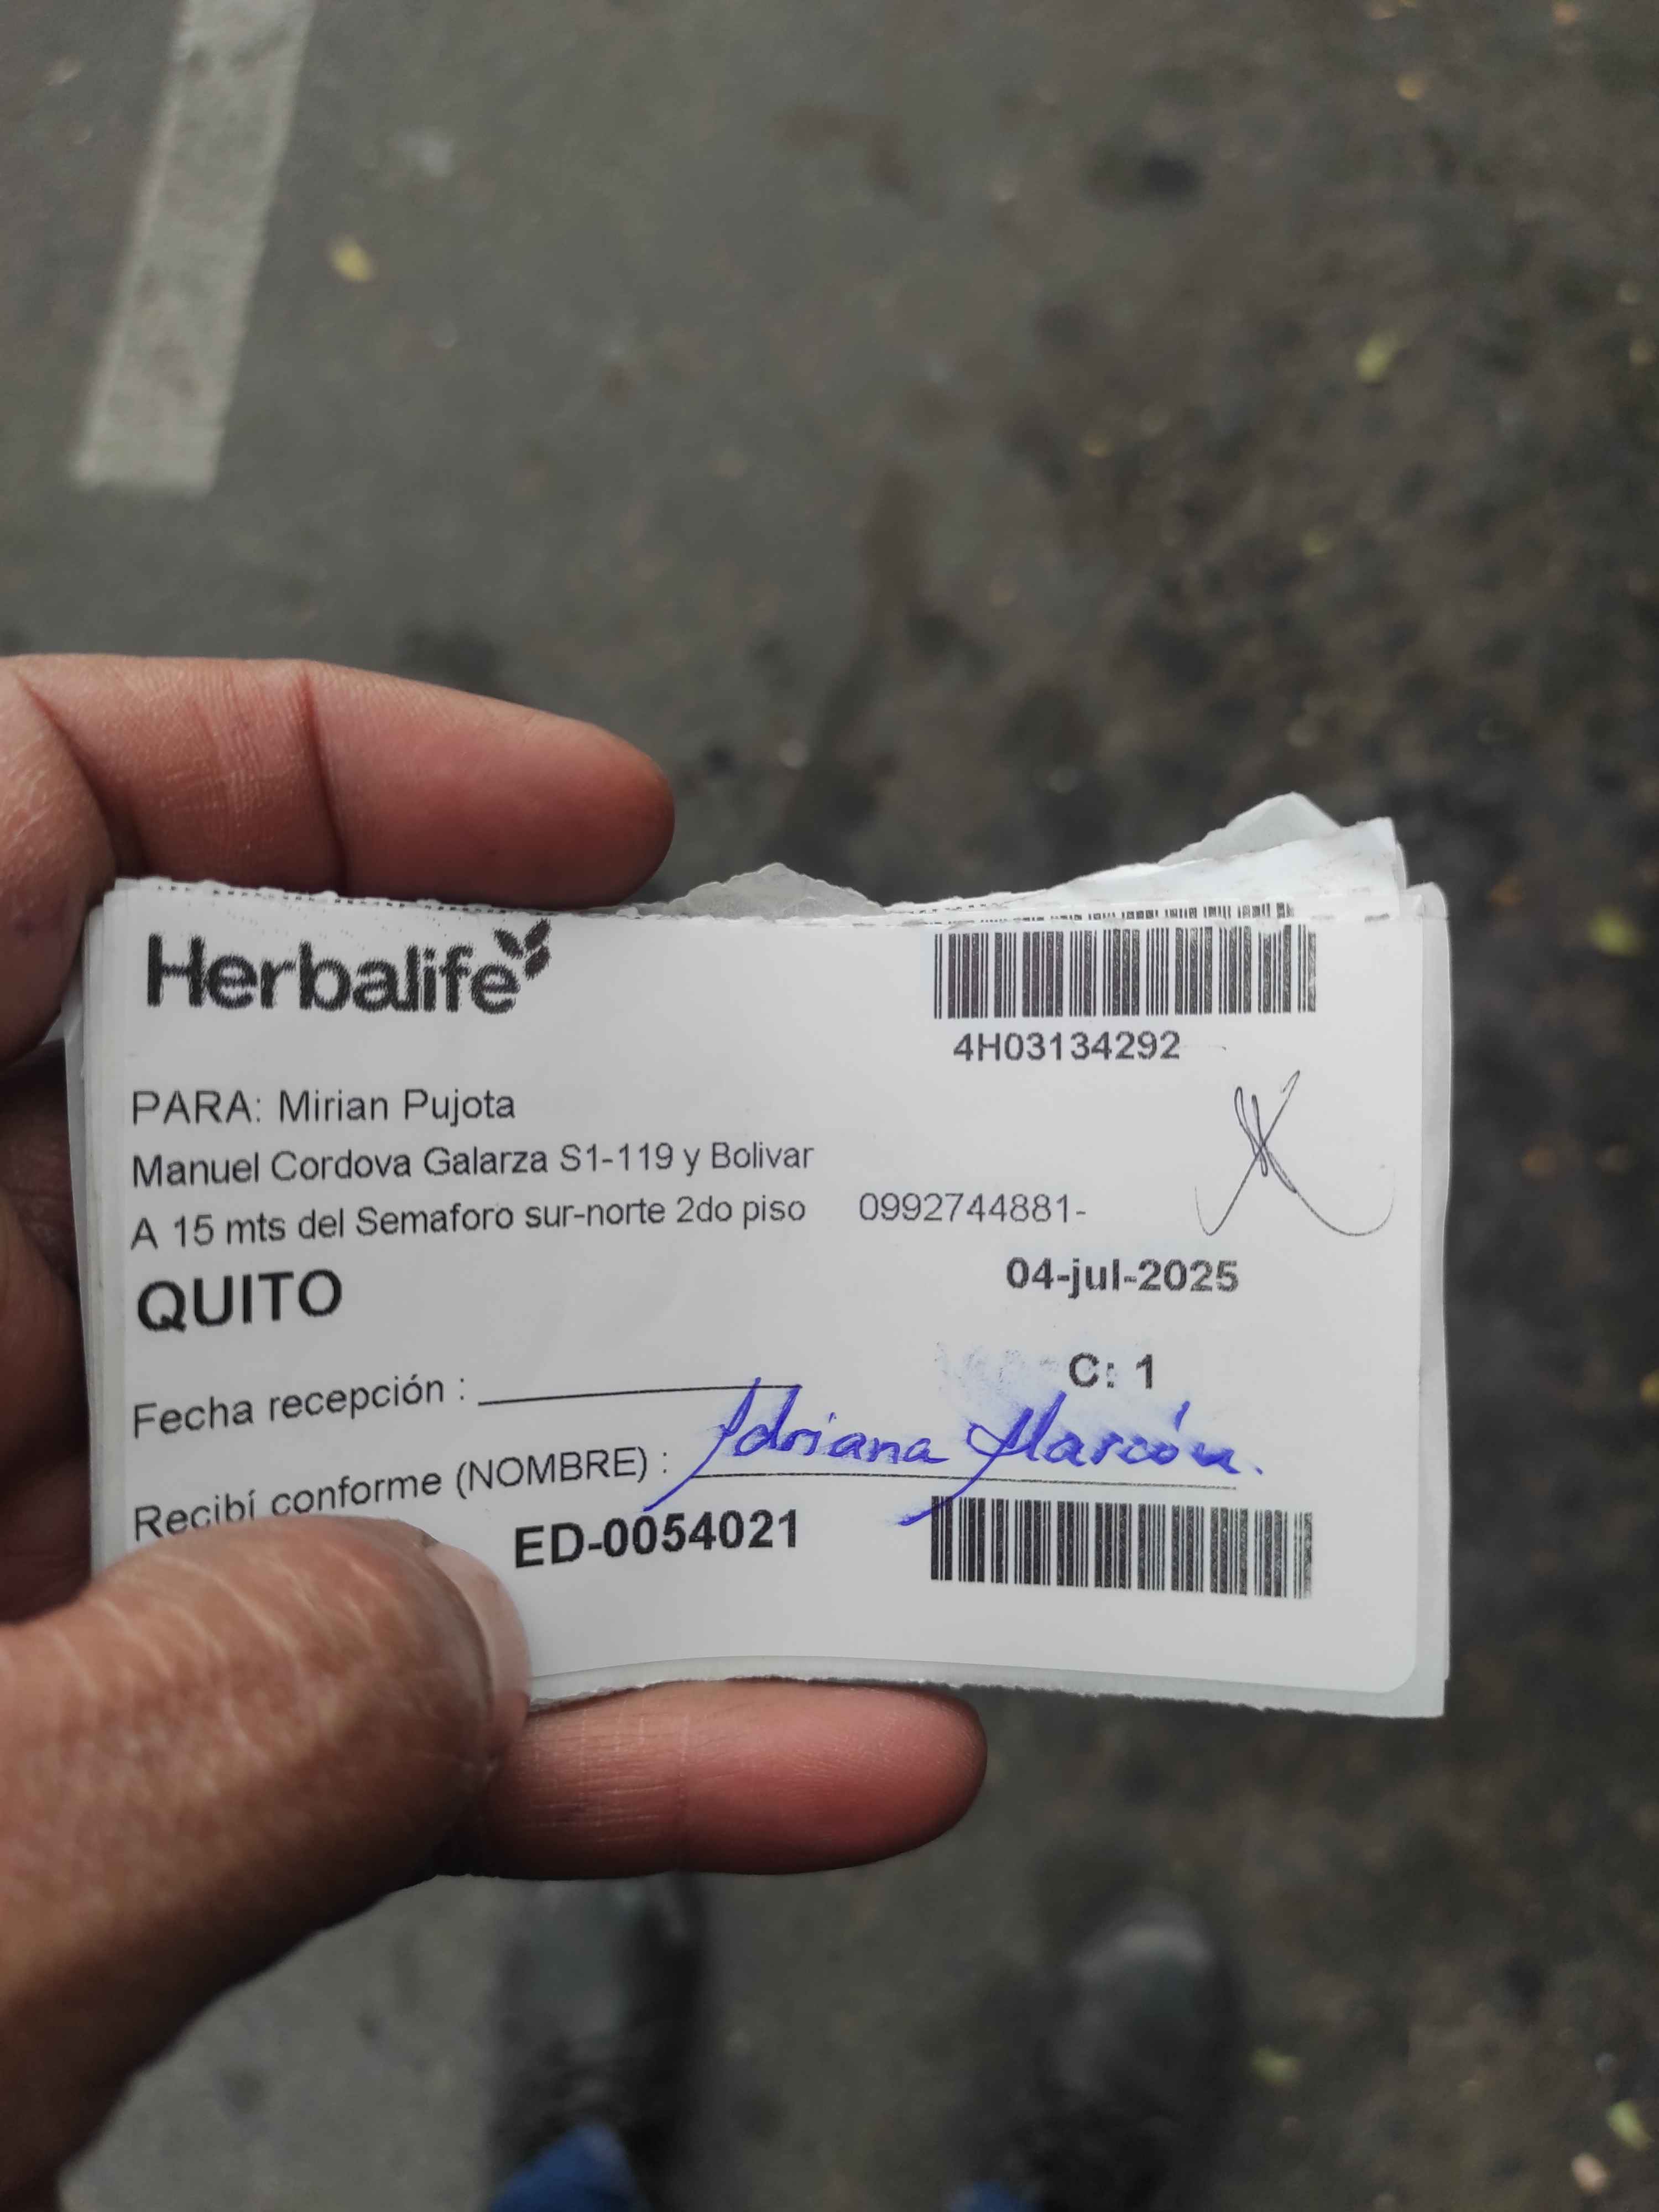 Herbalife
4H03134292
PARA: Mirian Pujota
Manuel Cordova Galarza S1-119 y Bolivar
A 15 mts del Semaforo sur-norte 2do piso 0992744881-
QUITO
04-jul-2025
C: 1
Fecha recepción :
Recibí conforme (NOMBRE) : Adriana Alarcón.
ED-0054021